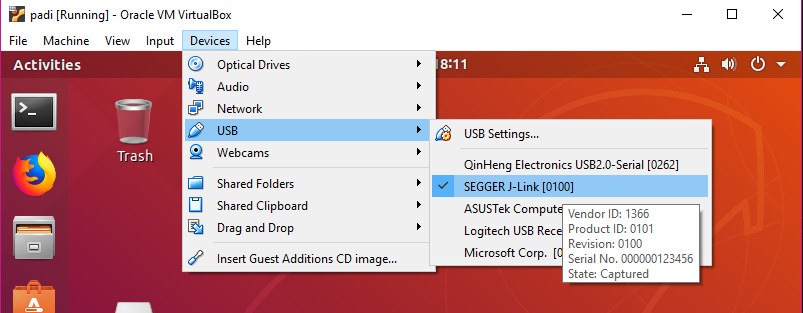 padi [Running] - Oracle VM VirtualBox
File Machine View Input Devices Help
Activities
18:11
Trash
Optical Drives
Audio
Network
USB
Webcams
Shared Folders
Shared Clipboard
Drag and Drop
Insert Guest Additions CD image...
USB Settings...
QinHeng Electronics USB2.0-Serial [0262]
SEGGER J-Link [0100]
ASUSTek Compute
Logitech USB Rece
Microsoft Corp. [0
Vendor ID: 1366
Product ID: 0101
Revision: 0100
Serial No. 000000123456
State: Captured